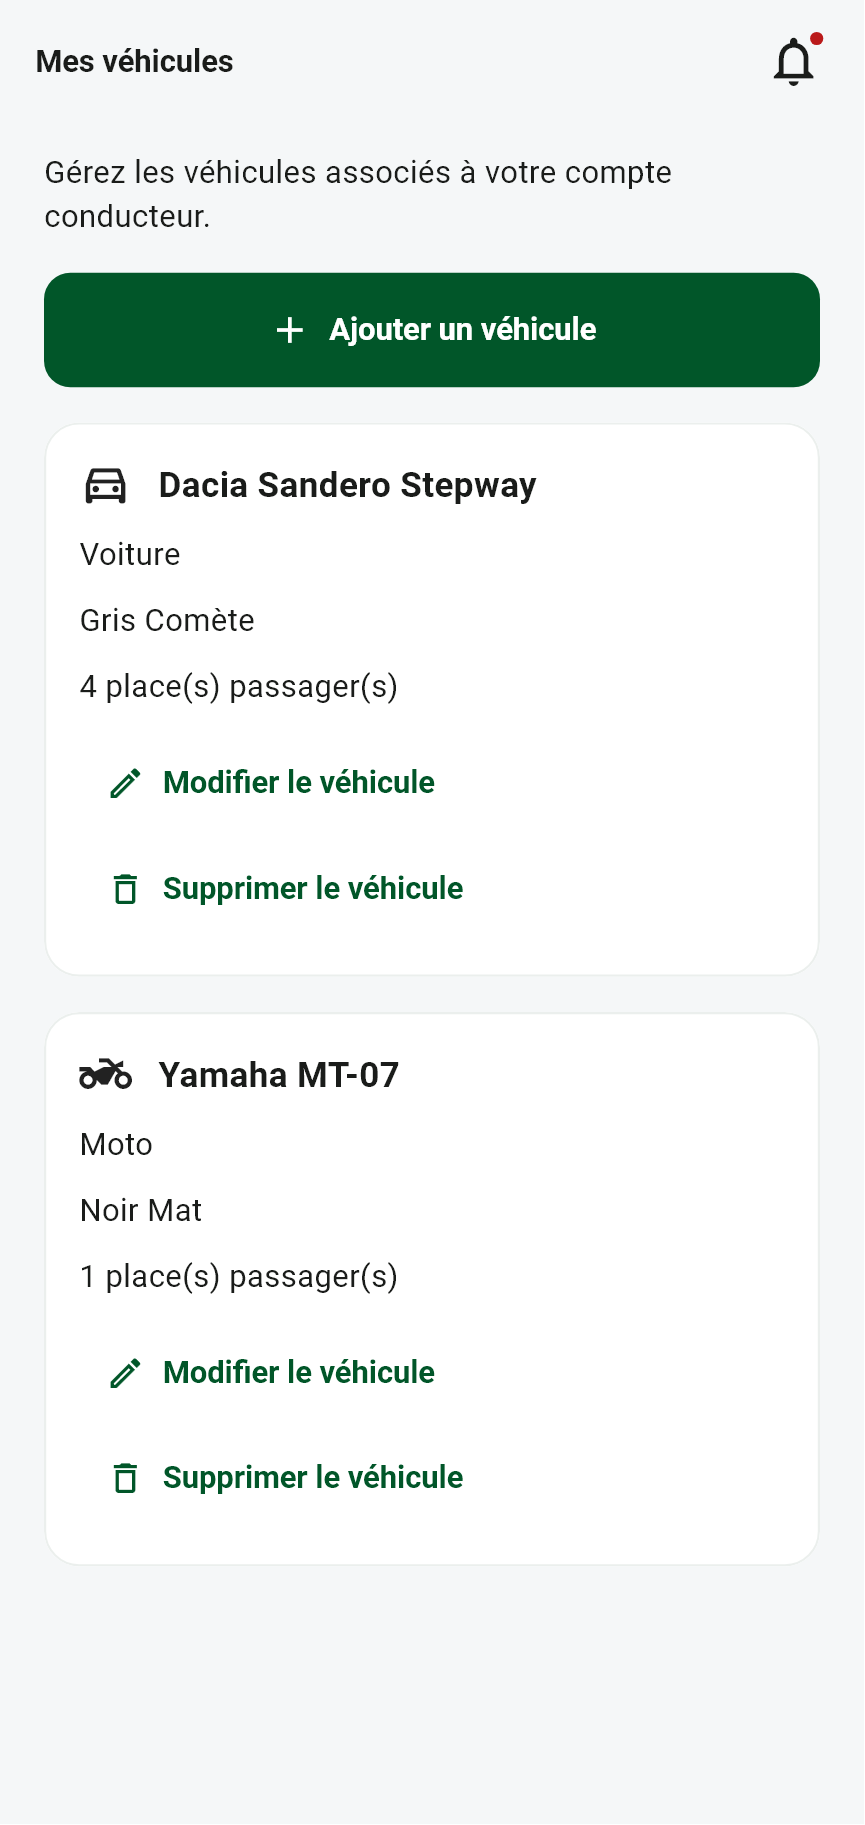 Mes véhicules
Gérez les véhicules associés à votre compte
conducteur.
Ajouter un véhicule
Dacia Sandero Stepway
Voiture
Gris Comète
4 place(s) passager(s)
Modifier le véhicule
Supprimer le véhicule
Yamaha MT-07
Moto
Noir Mat
1 place(s) passager(s)
Modifier le véhicule
Supprimer le véhicule